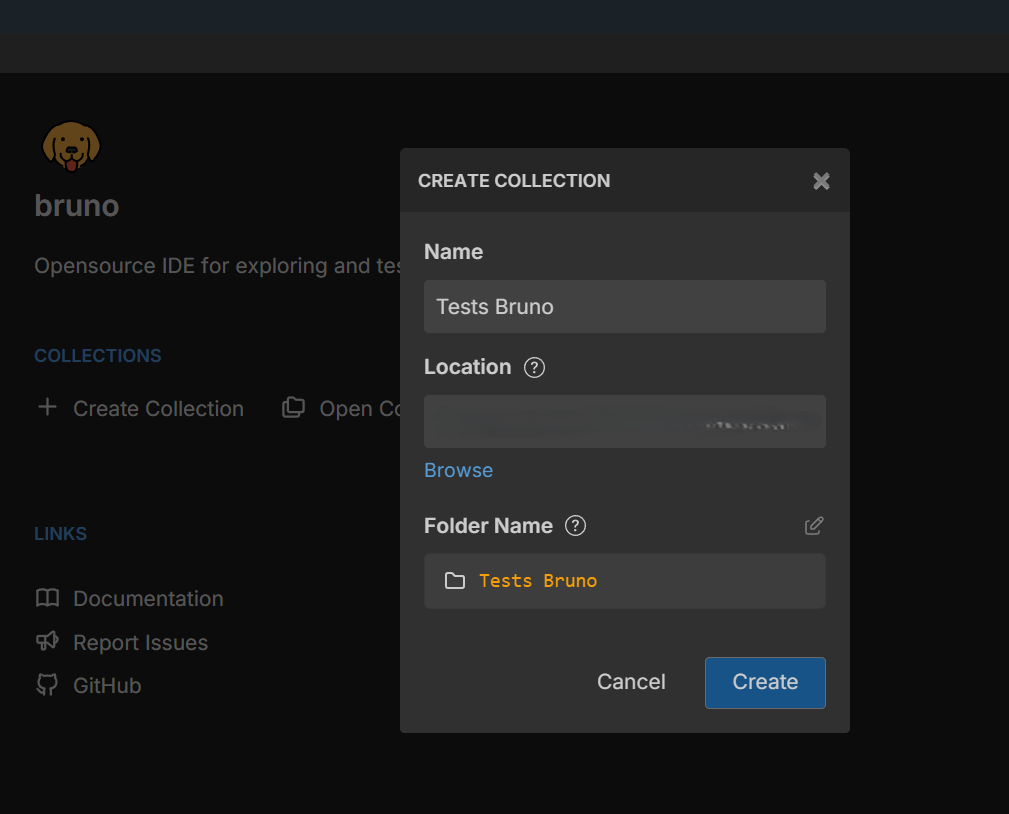 bruno
Opensource IDE for exploring and tes
COLLECTIONS
Create Collection
Open Co
LINKS
Documentation
Report Issues
GitHub
CREATE COLLECTION
Name
Tests Bruno
Location
Browse
Folder Name
Tests Bruno
Cancel
Create